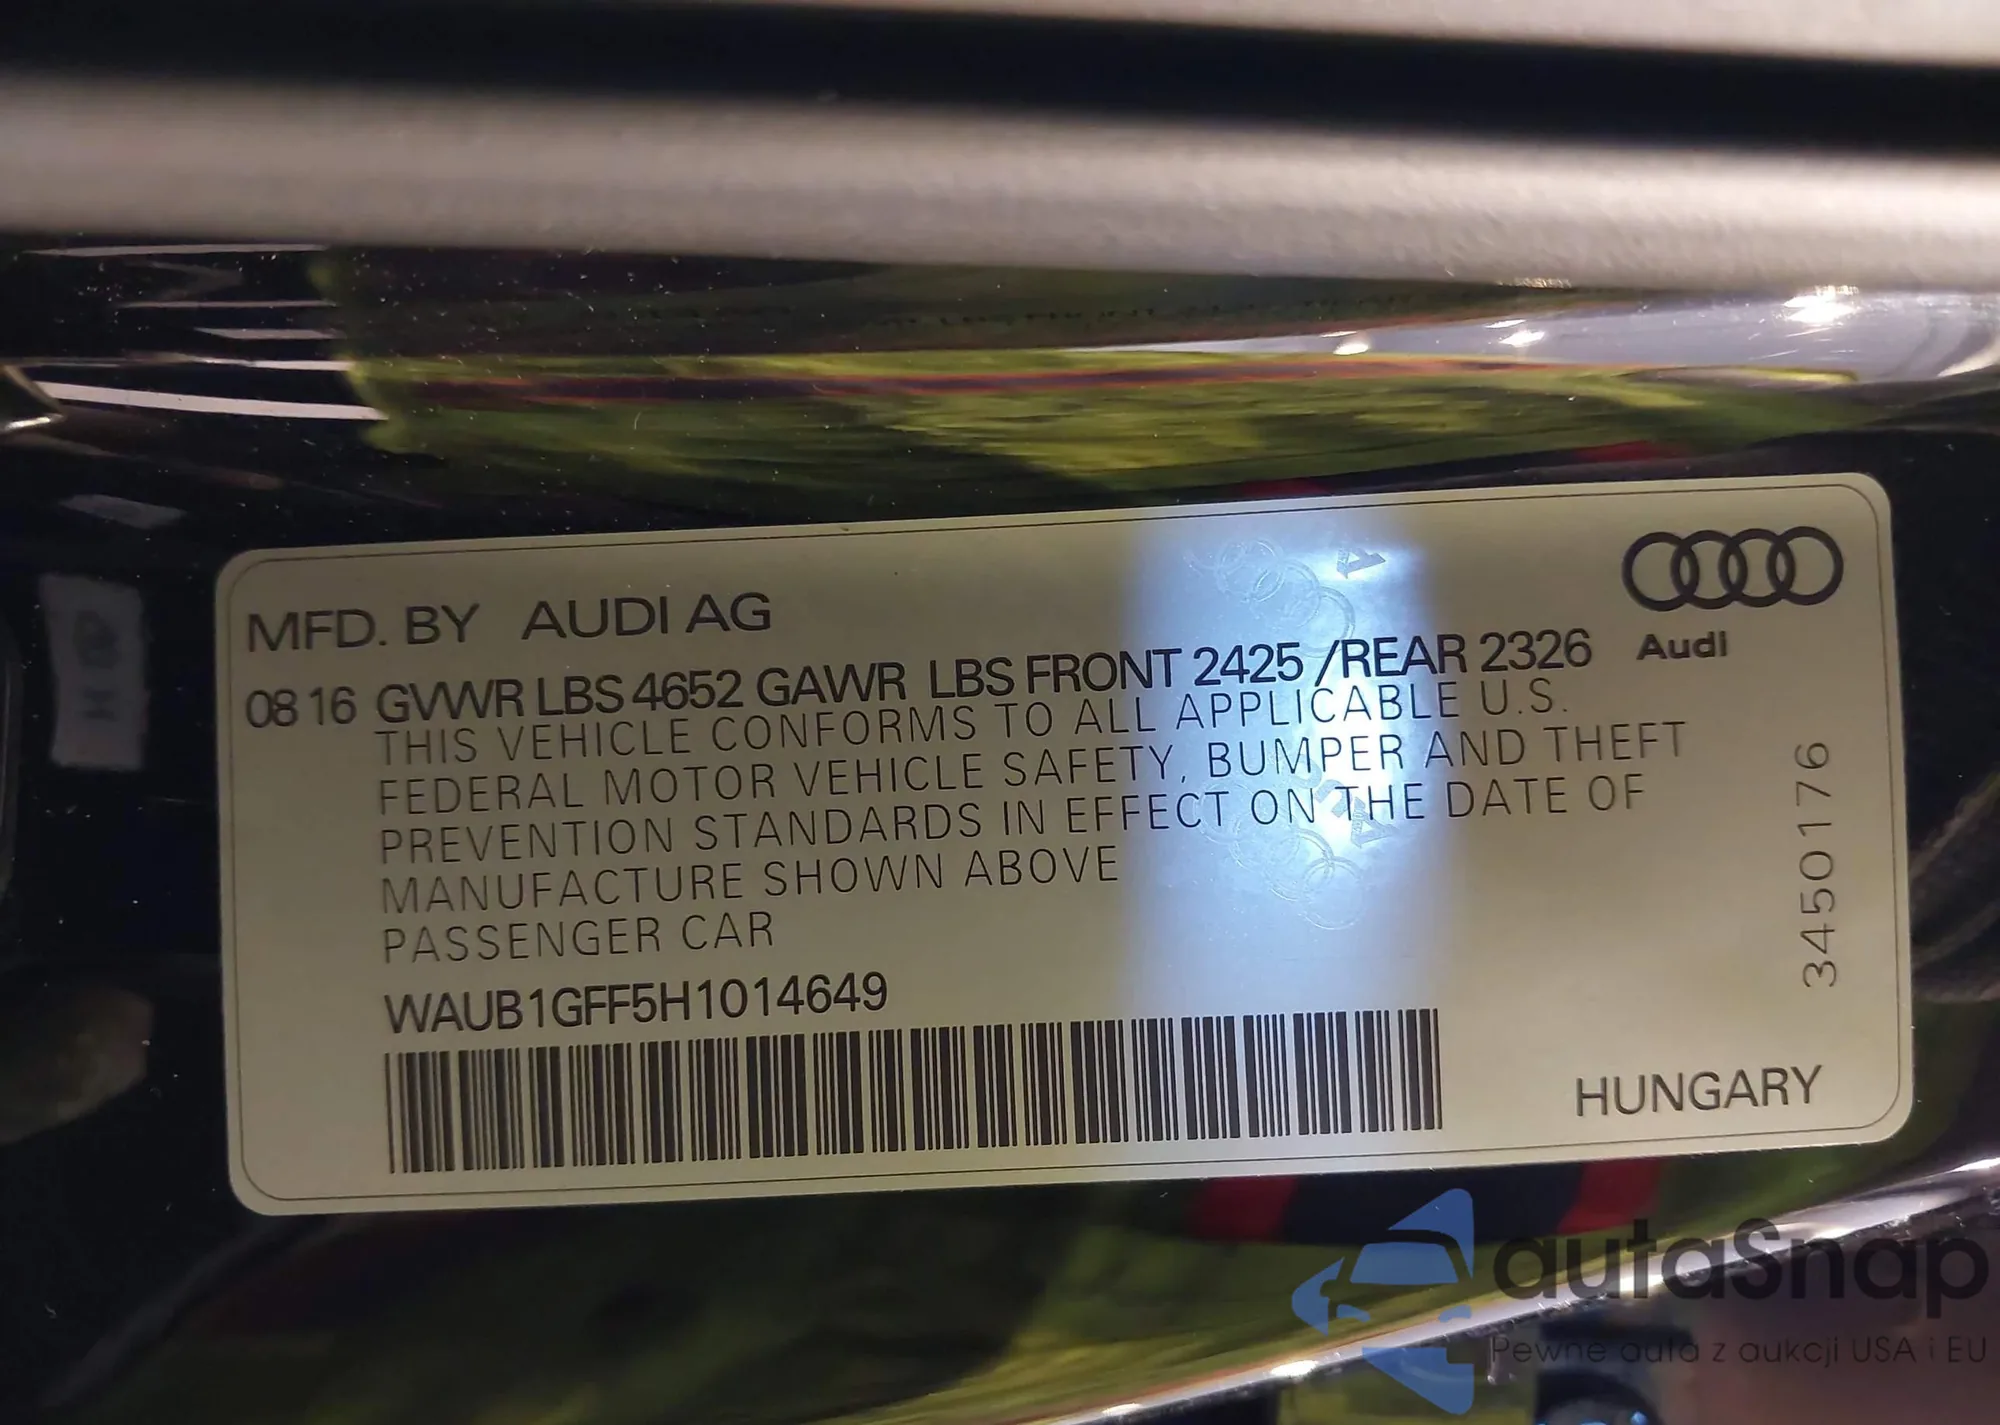 MFD. BY AUDI AG
Audi
08 16 GVWR LBS 4652 GAWR LBS FRONT 2425 /REAR 2326
THIS VEHICLE CONFORMS TO ALL APPLICABLE U.S.
FEDERAL MOTOR VEHICLE SAFETY, BUMPER AND THEFT
PREVENTION STANDARDS IN EFFECT ON THE DATE OF
MANUFACTURE SHOWN ABOVE
PASSENGER CAR
WAUB1GFF5H1014649
HUNGARY
3450176
autaSnap
Pewne auta z aukcji USA i EU